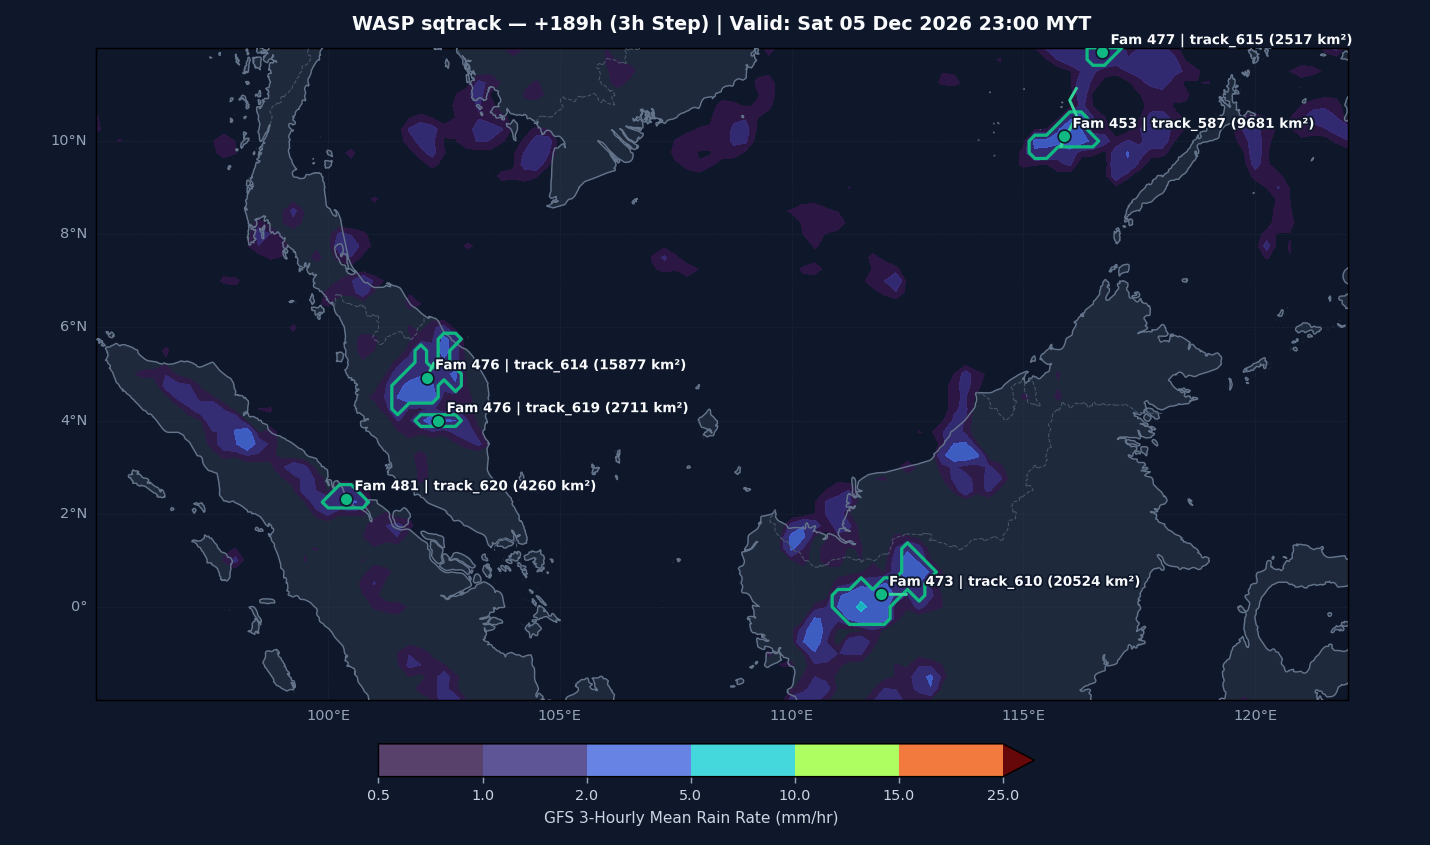 WASP sqtrack — +189h (3h Step) | Valid: Sat 05 Dec 2026 23:00 MYT
Fam 477 | track_615 (2517 km²)
Fam 453 | track_587 (9681 km²)
10°N
8°N
6°N
Fam 476 | track_614 (15877 km²)
Fam 476 | track_619 (2711 km²)
4°N
Fam 481 | track_620 (4260 km²)
2°N
Fam 473 | track_610 (20524 km²)
0°
100°E 105°E 110°E 115°E 120°E
0.5 1.0 2.0 5.0 10.0 15.0 25.0
GFS 3-Hourly Mean Rain Rate (mm/hr)